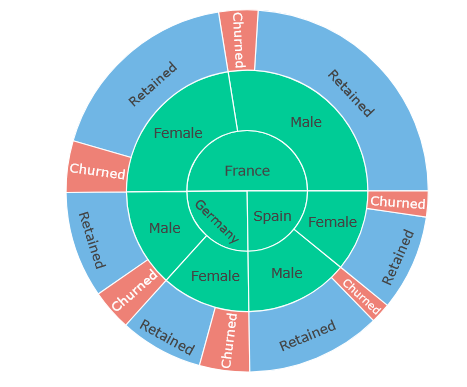 Churned
Retained
Retained
Female
Male
France
Churned
Churned
Germany
Spain
Female
Male
Retained
Retained
Female
Male
Churned
Churned
Retained
Churned
Retained